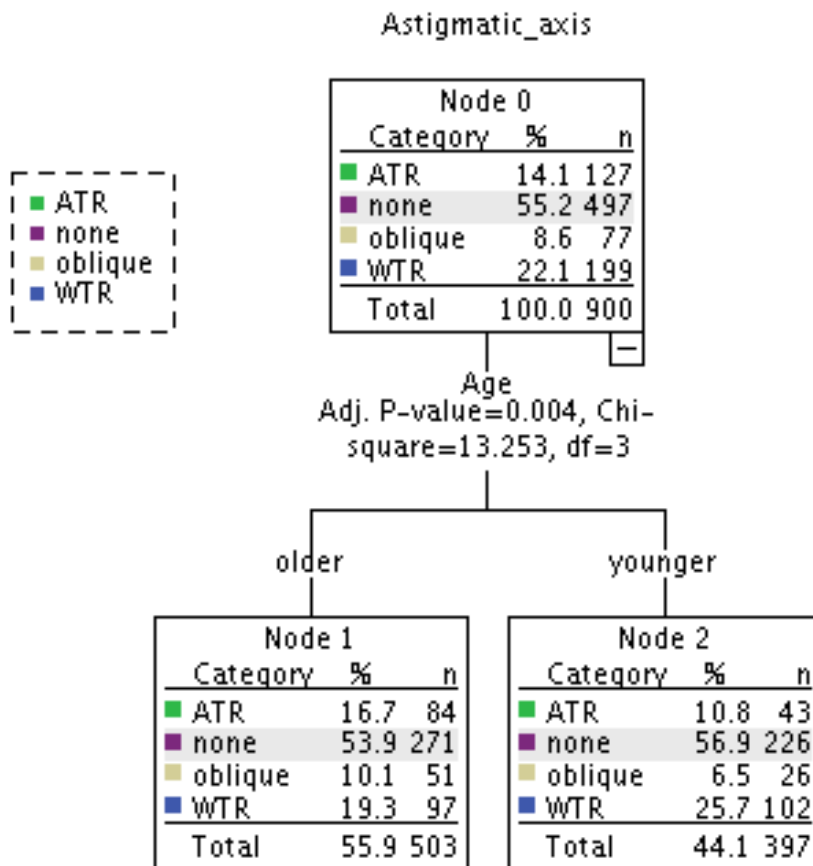 Astigmatic_axis
ATR
none
oblique
WTR
Node 0
Category % n
ATR 14.1 127
none 55.2 497
oblique 8.6 77
WTR 22.1 199
Total 100.0 900
Age
Adj. P-value=0.004, Chi-
square=13.253, df=3
older
younger
Node 1
Category % n
ATR 16.7 84
none 53.9 271
oblique 10.1 51
WTR 19.3 97
Total 55.9 503
Node 2
Category % n
ATR 10.8 43
none 56.9 226
oblique 6.5 26
WTR 25.7 102
Total 44.1 397